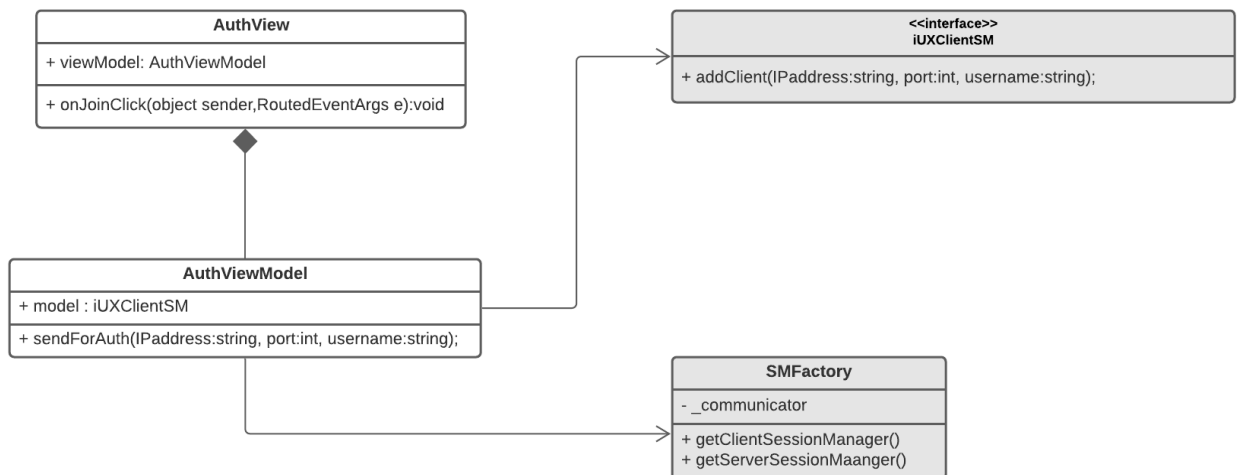 AuthView
+ viewModel: AuthViewModel
+ onJoinClick(object sender,RoutedEventArgs e):void
<<interface>>
iUXClientSM
+ addClient(IPaddress:string, port:int, username:string);
AuthViewModel
+ model : iUXClientSM
+ sendForAuth(IPaddress:string, port:int, username:string);
SMFactory
- _communicator
+ getClientSessionManager()
+ getServerSessionMaanger()